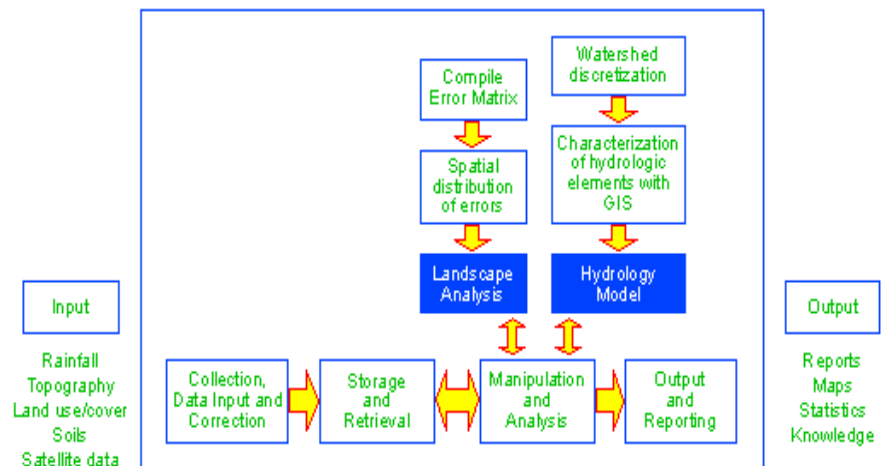 Compile
Error Matrix
Watershed
discretization
Spatial
distribution
of errors
Characterization
of hydrologic
elements with
GIS
Landscape
Analysis
Hydrology
Model
Input
Rainfall
Topography
Land use/cover
Soils
Satellite data
Collection,
Data Input and
Correction
Storage
and
Retrieval
Manipulation
and
Analysis
Output
and
Reporting
Output
Reports
Maps
Statistics
Knowledge